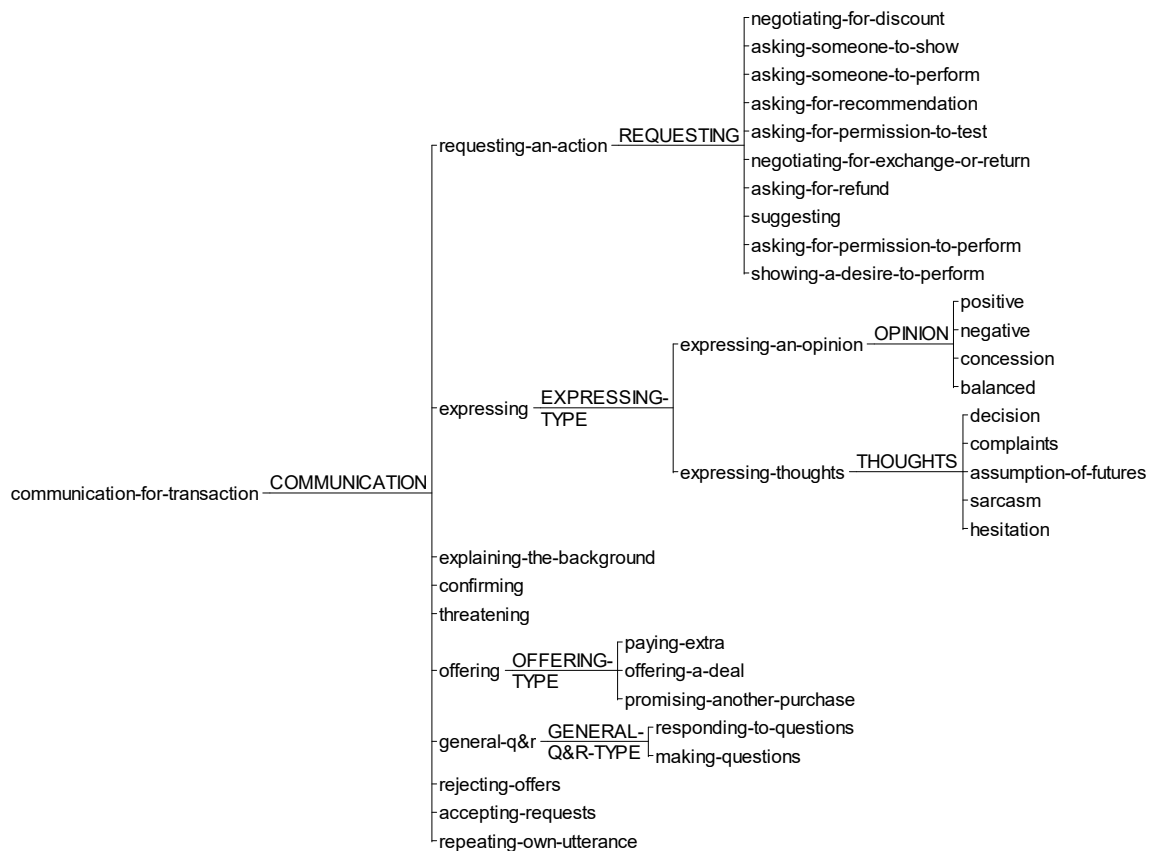 negotiating-for-discount
asking-someone-to-show
asking-someone-to-perform
asking-for-recommendation
requesting-an-action REQUESTING asking-for-permission-to-test
negotiating-for-exchange-or-return
asking-for-refund
suggesting
asking-for-permission-to-perform
showing-a-desire-to-perform
positive
expressing-an-opinion OPINION negative
concession
balanced
expressing EXPRESSING-
TYPE
decision
complaints
expressing-thoughts THOUGHTS assumption-of-futures
sarcasm
hesitation
communication-for-transaction COMMUNICATION
explaining-the-background
confirming
threatening
paying-extra
offering OFFERING-
TYPE
offering-a-deal
promising-another-purchase
general-q&r GENERAL-
Q&R-TYPE
responding-to-questions
making-questions
rejecting-offers
accepting-requests
repeating-own-utterance